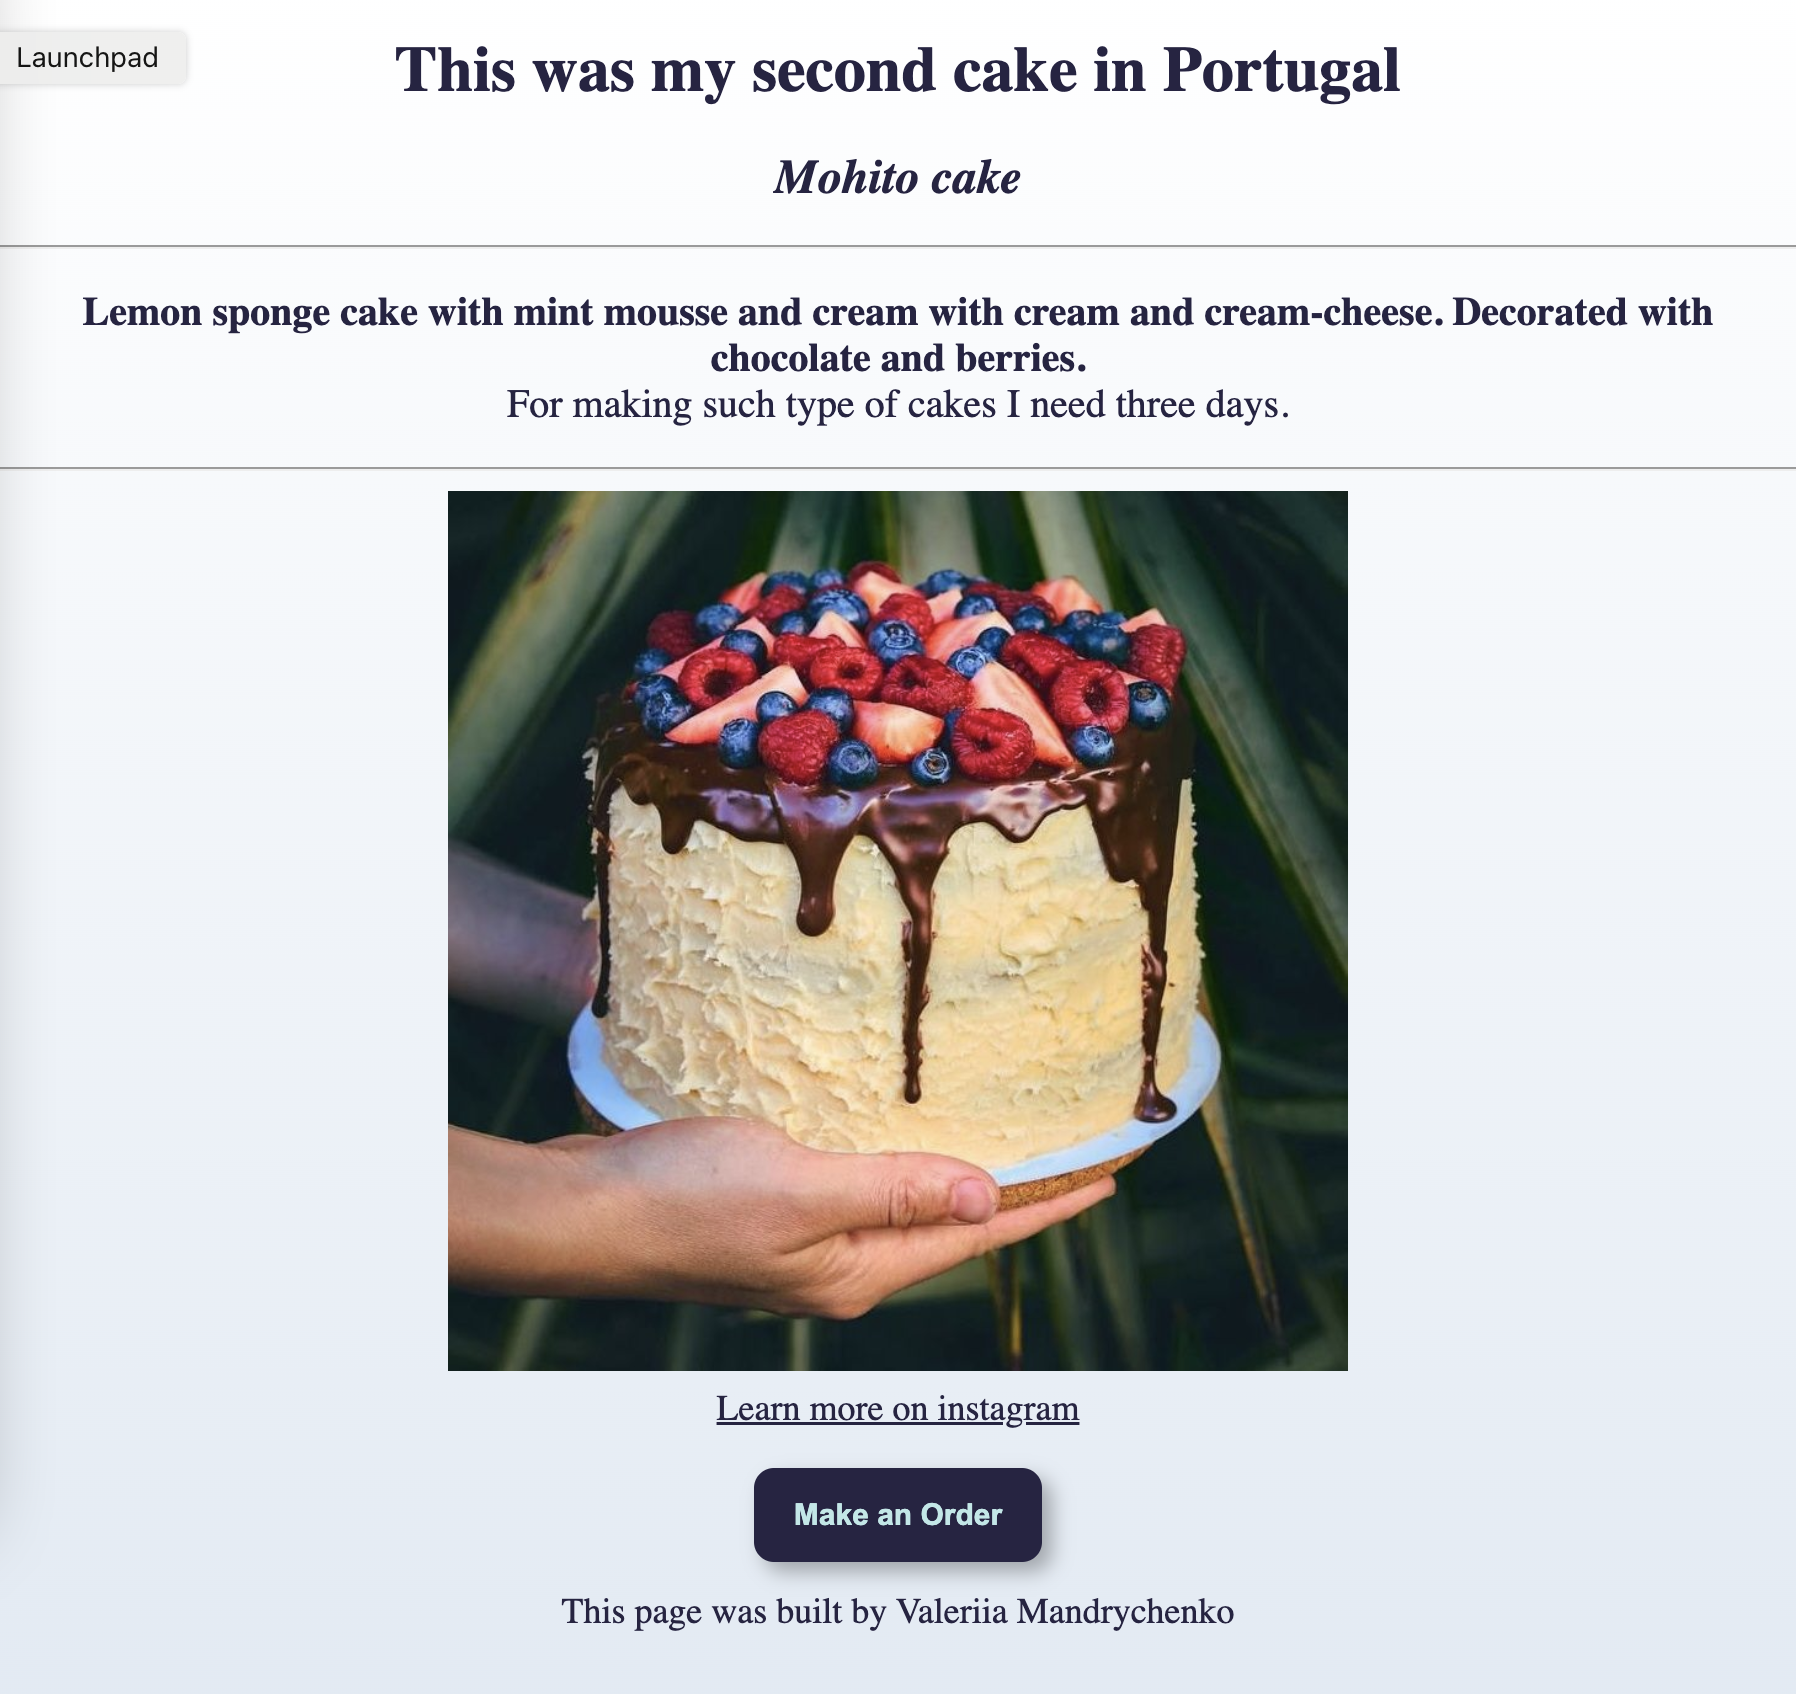 Launchpad
This was my second cake in Portugal
Mohito cake
Lemon sponge cake with mint mousse and cream with cream and cream-cheese. Decorated with
chocolate and berries.
For making such type of cakes I need three days.
Learn more on instagram
Make an Order
This page was built by Valeriia Mandrychenko